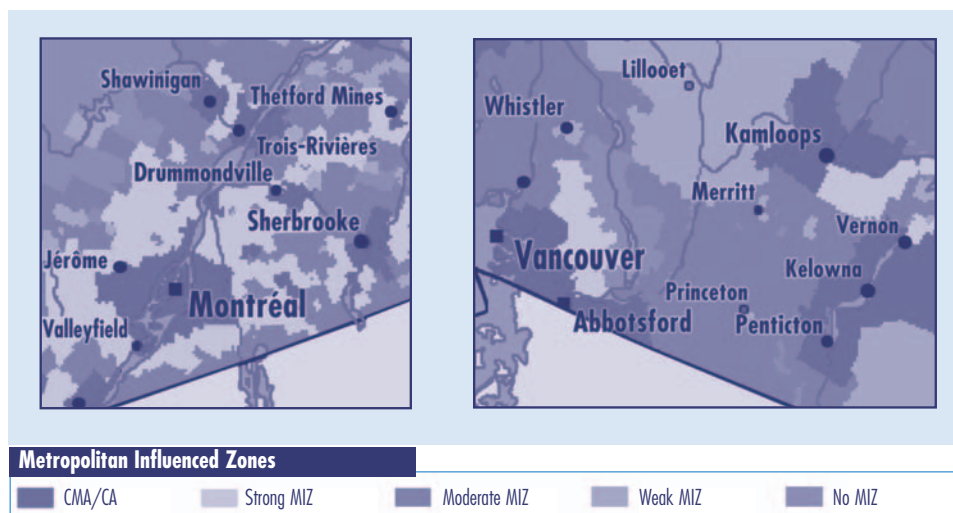 Shawinigan
Thetford Mines
Trois-Rivières
Drummondville
Sherbrooke
Jérôme
Montréal
Valleyfield
Lillooet
Whistler
Kamloops
Merritt
Vernon
Vancouver
Kelowna
Princeton
Abbotsford
Penticton
Metropolitan Influenced Zones
CMA/CA Strong MIZ Moderate MIZ Weak MIZ No MIZ